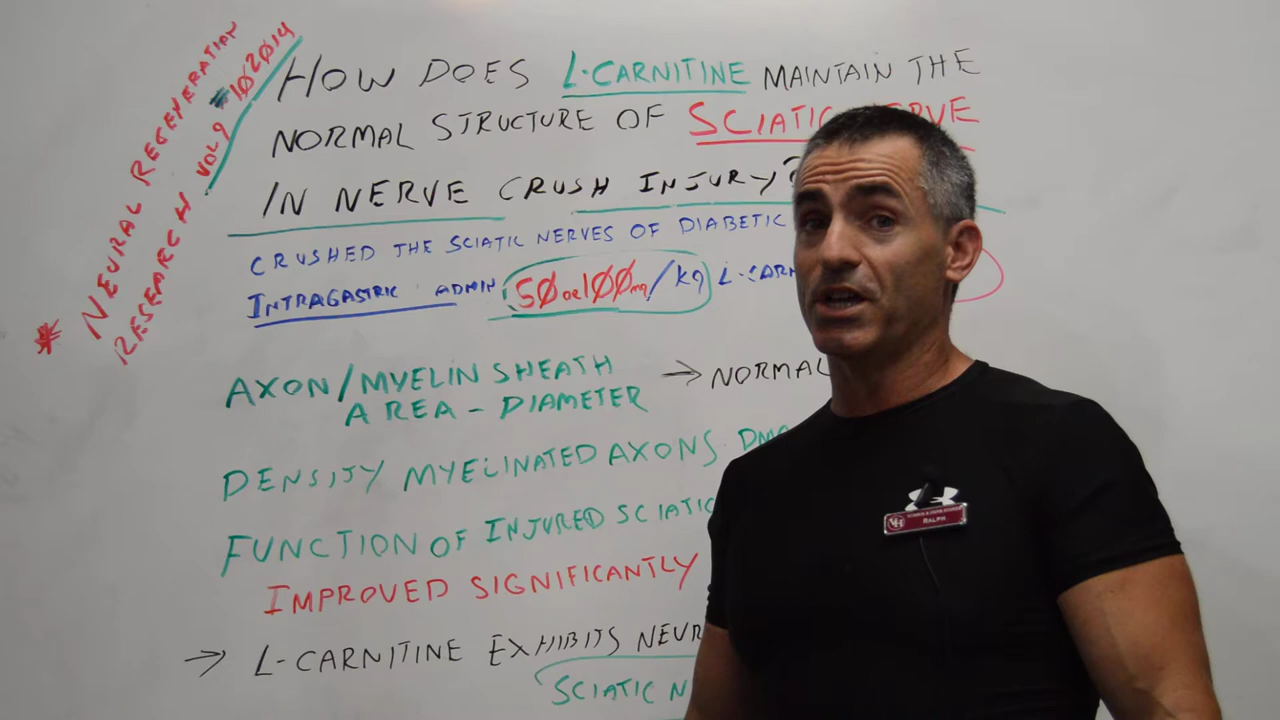 * NEURAL REGENERATION
RESEARCH VOL 9 10 2014
HOW DOES L-CARNITINE MAINTAIN THE
NORMAL STRUCTURE OF SCIATIC
IN NERVE CRUSH INJURY?
CRUSHED THE SCIATIC NERVES OF DIABETIC
INTRAGASTRIC ADMIN 50 OR 100mg/kg
AXON/MYELIN SHEATH → NORMAL
AREA - DIAMETER
DENSITY MYELINATED AXONS.
FUNCTION OF INJURED SCIATIC
IMPROVED SIGNIFICANTLY
→ L-CARNITINE EXHIBITS
SCIATIC
VH
RALPH